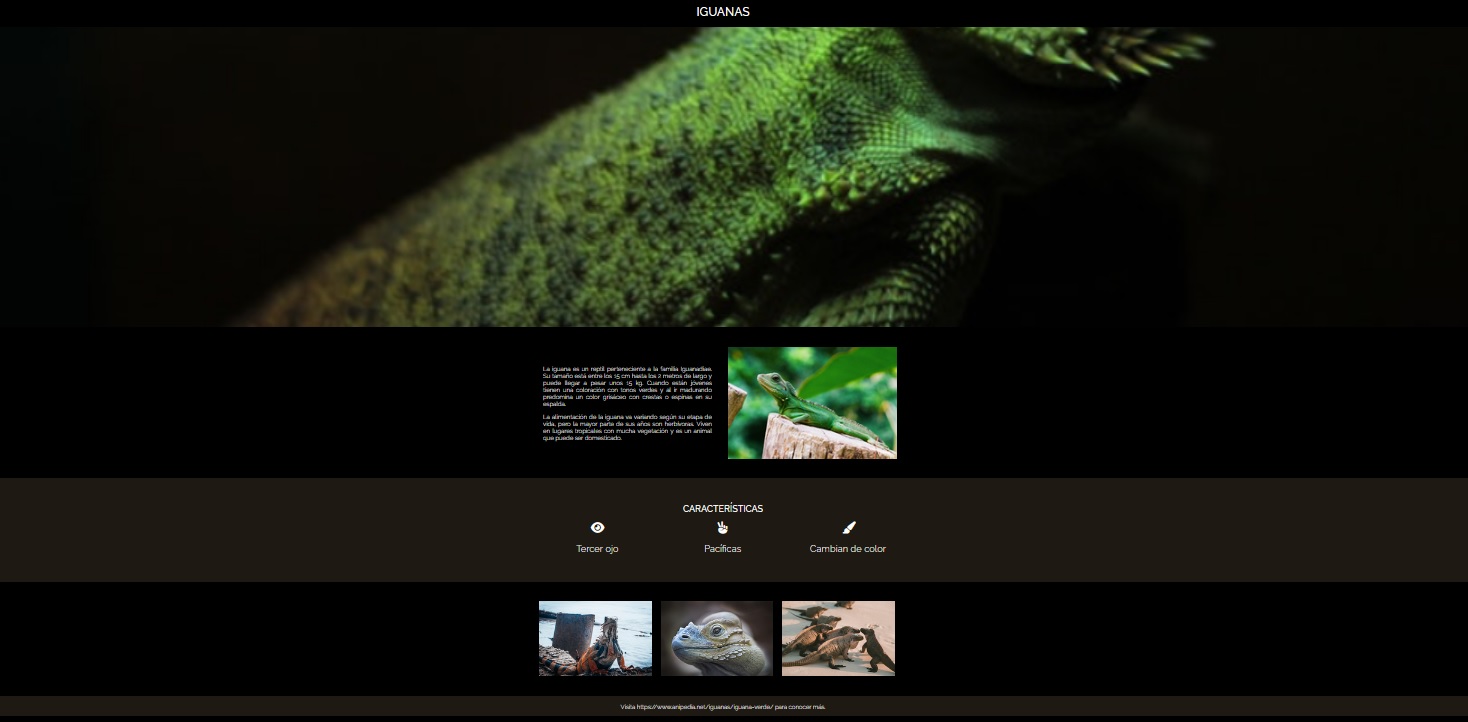 IGUANAS
La iguana es un reptil perteneciente a la familia Iguanadiae.
Su tamaño está entre los 15 cm hasta los 2 metros de largo y
puede llegar a pesar unos 15 kg. Cuando están jóvenes
tienen una coloración con tonos verdes y al ir madurando
predomina un color grisáceo con crestas o espinas en su
espalda.
La alimentación de la iguana va variando según su etapa de
vida, pero la mayor parte de sus años son herbívoras. Viven
en lugares tropicales con mucha vegetación y es un animal
que puede ser domesticado.
CARACTERÍSTICAS
Tercer ojo
Pacíficas
Cambian de color
Visita https://www.anipedia.net/iguanas/iguana-verde/ para conocer más.